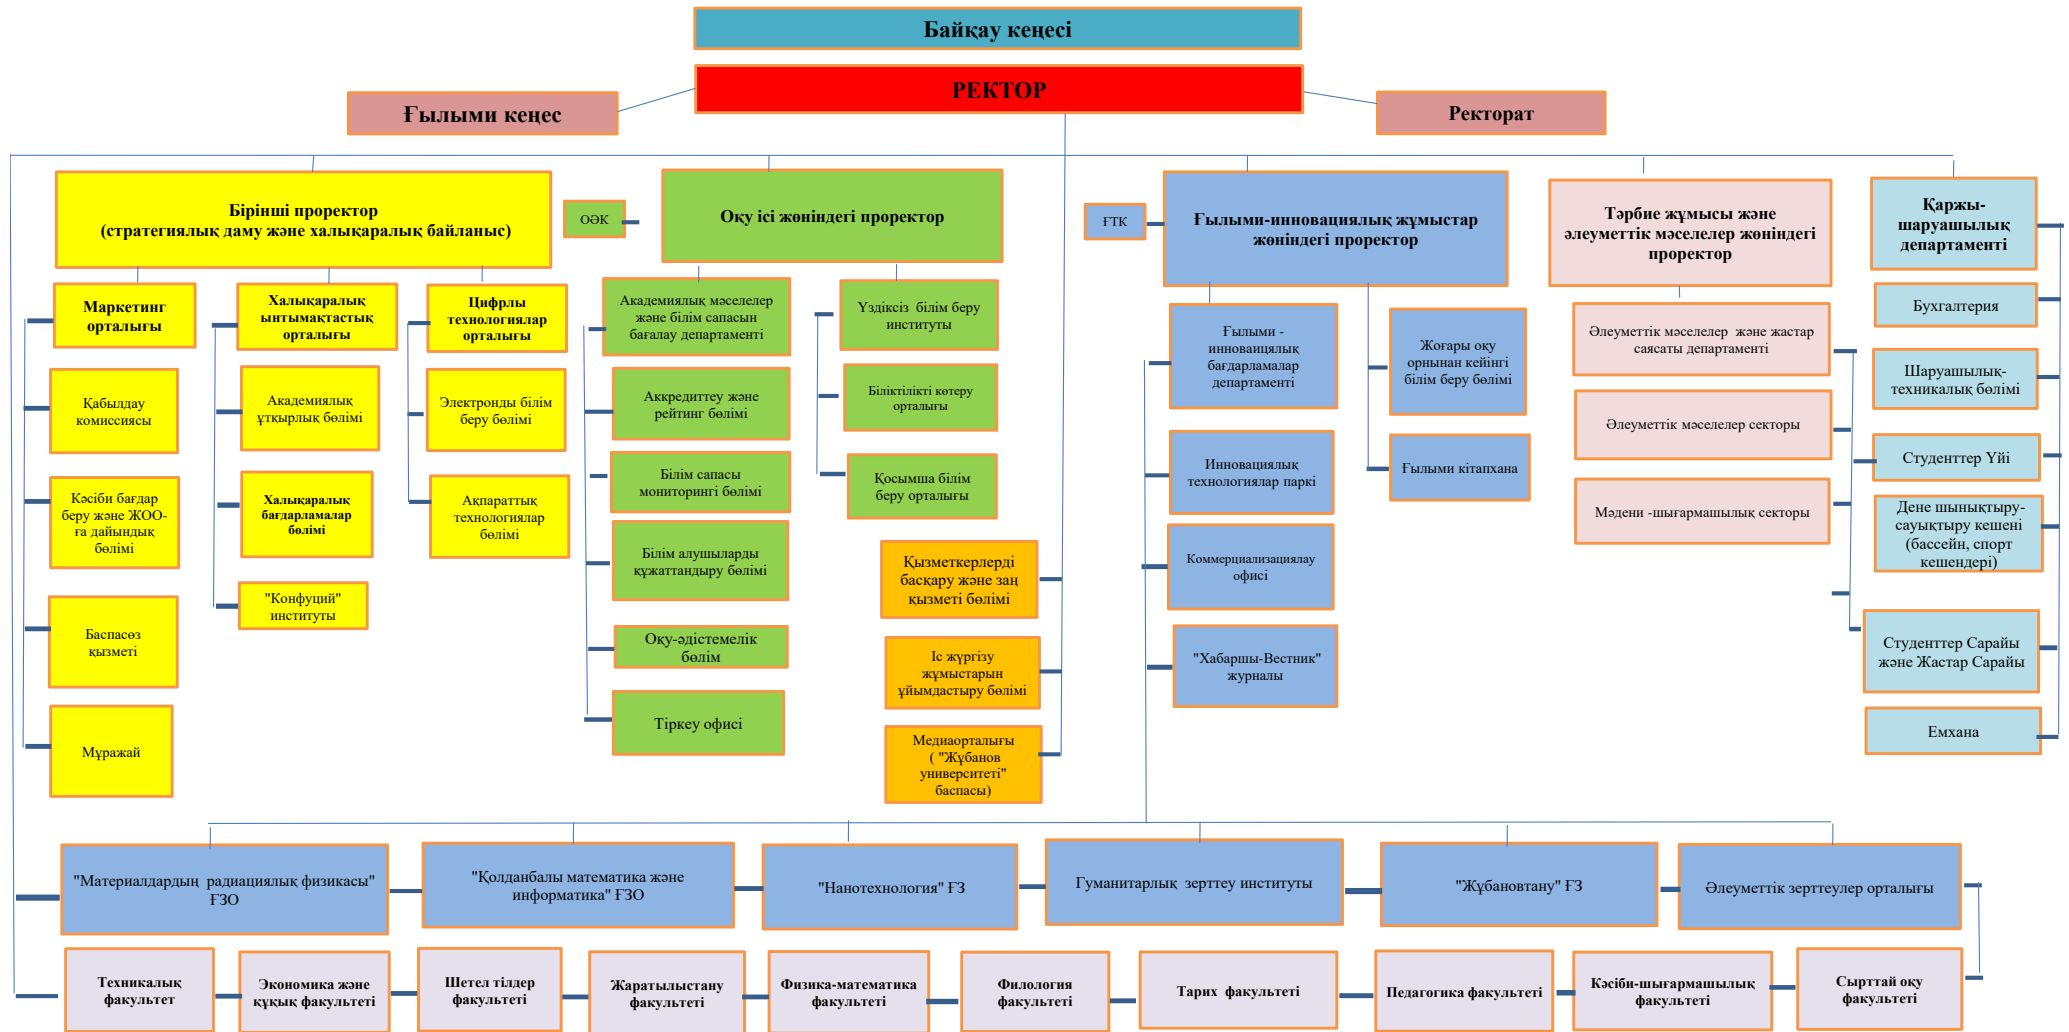 Байқау кеңесі
РЕКТОР
Ғылыми кеңес
Ректорат
Бірінші проректор
(стратегиялық даму және халықаралық байланыс)
ОӘК
Оқу ісі жөніндегі проректор
ҒТК
Ғылыми-инновациялық жұмыстар
жөніндегі проректор
Тәрбие жұмысы және
әлеуметтік мәселелер жөніндегі
проректор
Қаржы-
шаруашылық
департаменті
Маркетинг
орталығы
Қабылдау
комиссиясы
Кәсіби бағдар
беру және ЖОО-
ға дайындық
бөлімі
Баспасөз
қызметі
Мұражай
Халықаралық
ынтымақтастық
орталығы
Академиялық
ұтқырлық бөлімі
Халықаралық
бағдарламалар
бөлімі
"Конфуций"
институты
Цифрлы
технологиялар
орталығы
Электронды білім
беру бөлімі
Ақпараттық
технологиялар
бөлімі
Академиялық мәселелер
және білім сапасын
бағалау департаменті
Аккредиттеу және
рейтинг бөлімі
Білім сапасы
мониторингі бөлімі
Білім алушыларды
құжаттандыру бөлімі
Оқу-әдістемелік
бөлім
Тіркеу офисі
Үздіксіз білім беру
институты
Біліктілікті көтеру
орталығы
Қосымша білім
беру орталығы
Қызметкерлерді
басқару және заң
қызметі бөлімі
Іс жүргізу
жұмыстарын
ұйымдастыру бөлімі
Медиаорталығы
( "Жұбанов
университеті"
баспасы)
Ғылыми -
инноваицялық
бағдарламалар
департаменті
Инновациялық
технологиялар паркі
Коммерциализациялау
офисі
"Хабаршы-Вестник"
журналы
Жоғары оқу
орнынан кейінгі
білім беру бөлімі
Ғылыми кітапхана
Әлеуметтік мәселелер және жастар
саясаты департаменті
Әлеуметтік мәселелер секторы
Мәдени -шығармашылық секторы
Бухгалтерия
Шаруашылық-
техникалық бөлімі
Студенттер Үйі
Дене шынықтыру-
сауықтыру кешені
(бассейн, спорт
кешендері)
Студенттер Сарайы
және Жастар Сарайы
Емхана
"Материалдардың радиациялық физикасы"
ҒЗО
"Қолданбалы математика және
информатика" ҒЗО
"Нанотехнология" ҒЗ
Гуманитарлық зерттеу институты
"Жұбановтану" ҒЗ
Әлеуметтік зерттеулер орталығы
Техникалық
факультет
Экономика және
құқық факультеті
Шетел тілдер
факультеті
Жаратылыстану
факультеті
Физика-математика
факультеті
Филология
факультеті
Тарих факультеті
Педагогика факультеті
Кәсіби-шығармашылық
факультеті
Сырттай оқу
факультеті